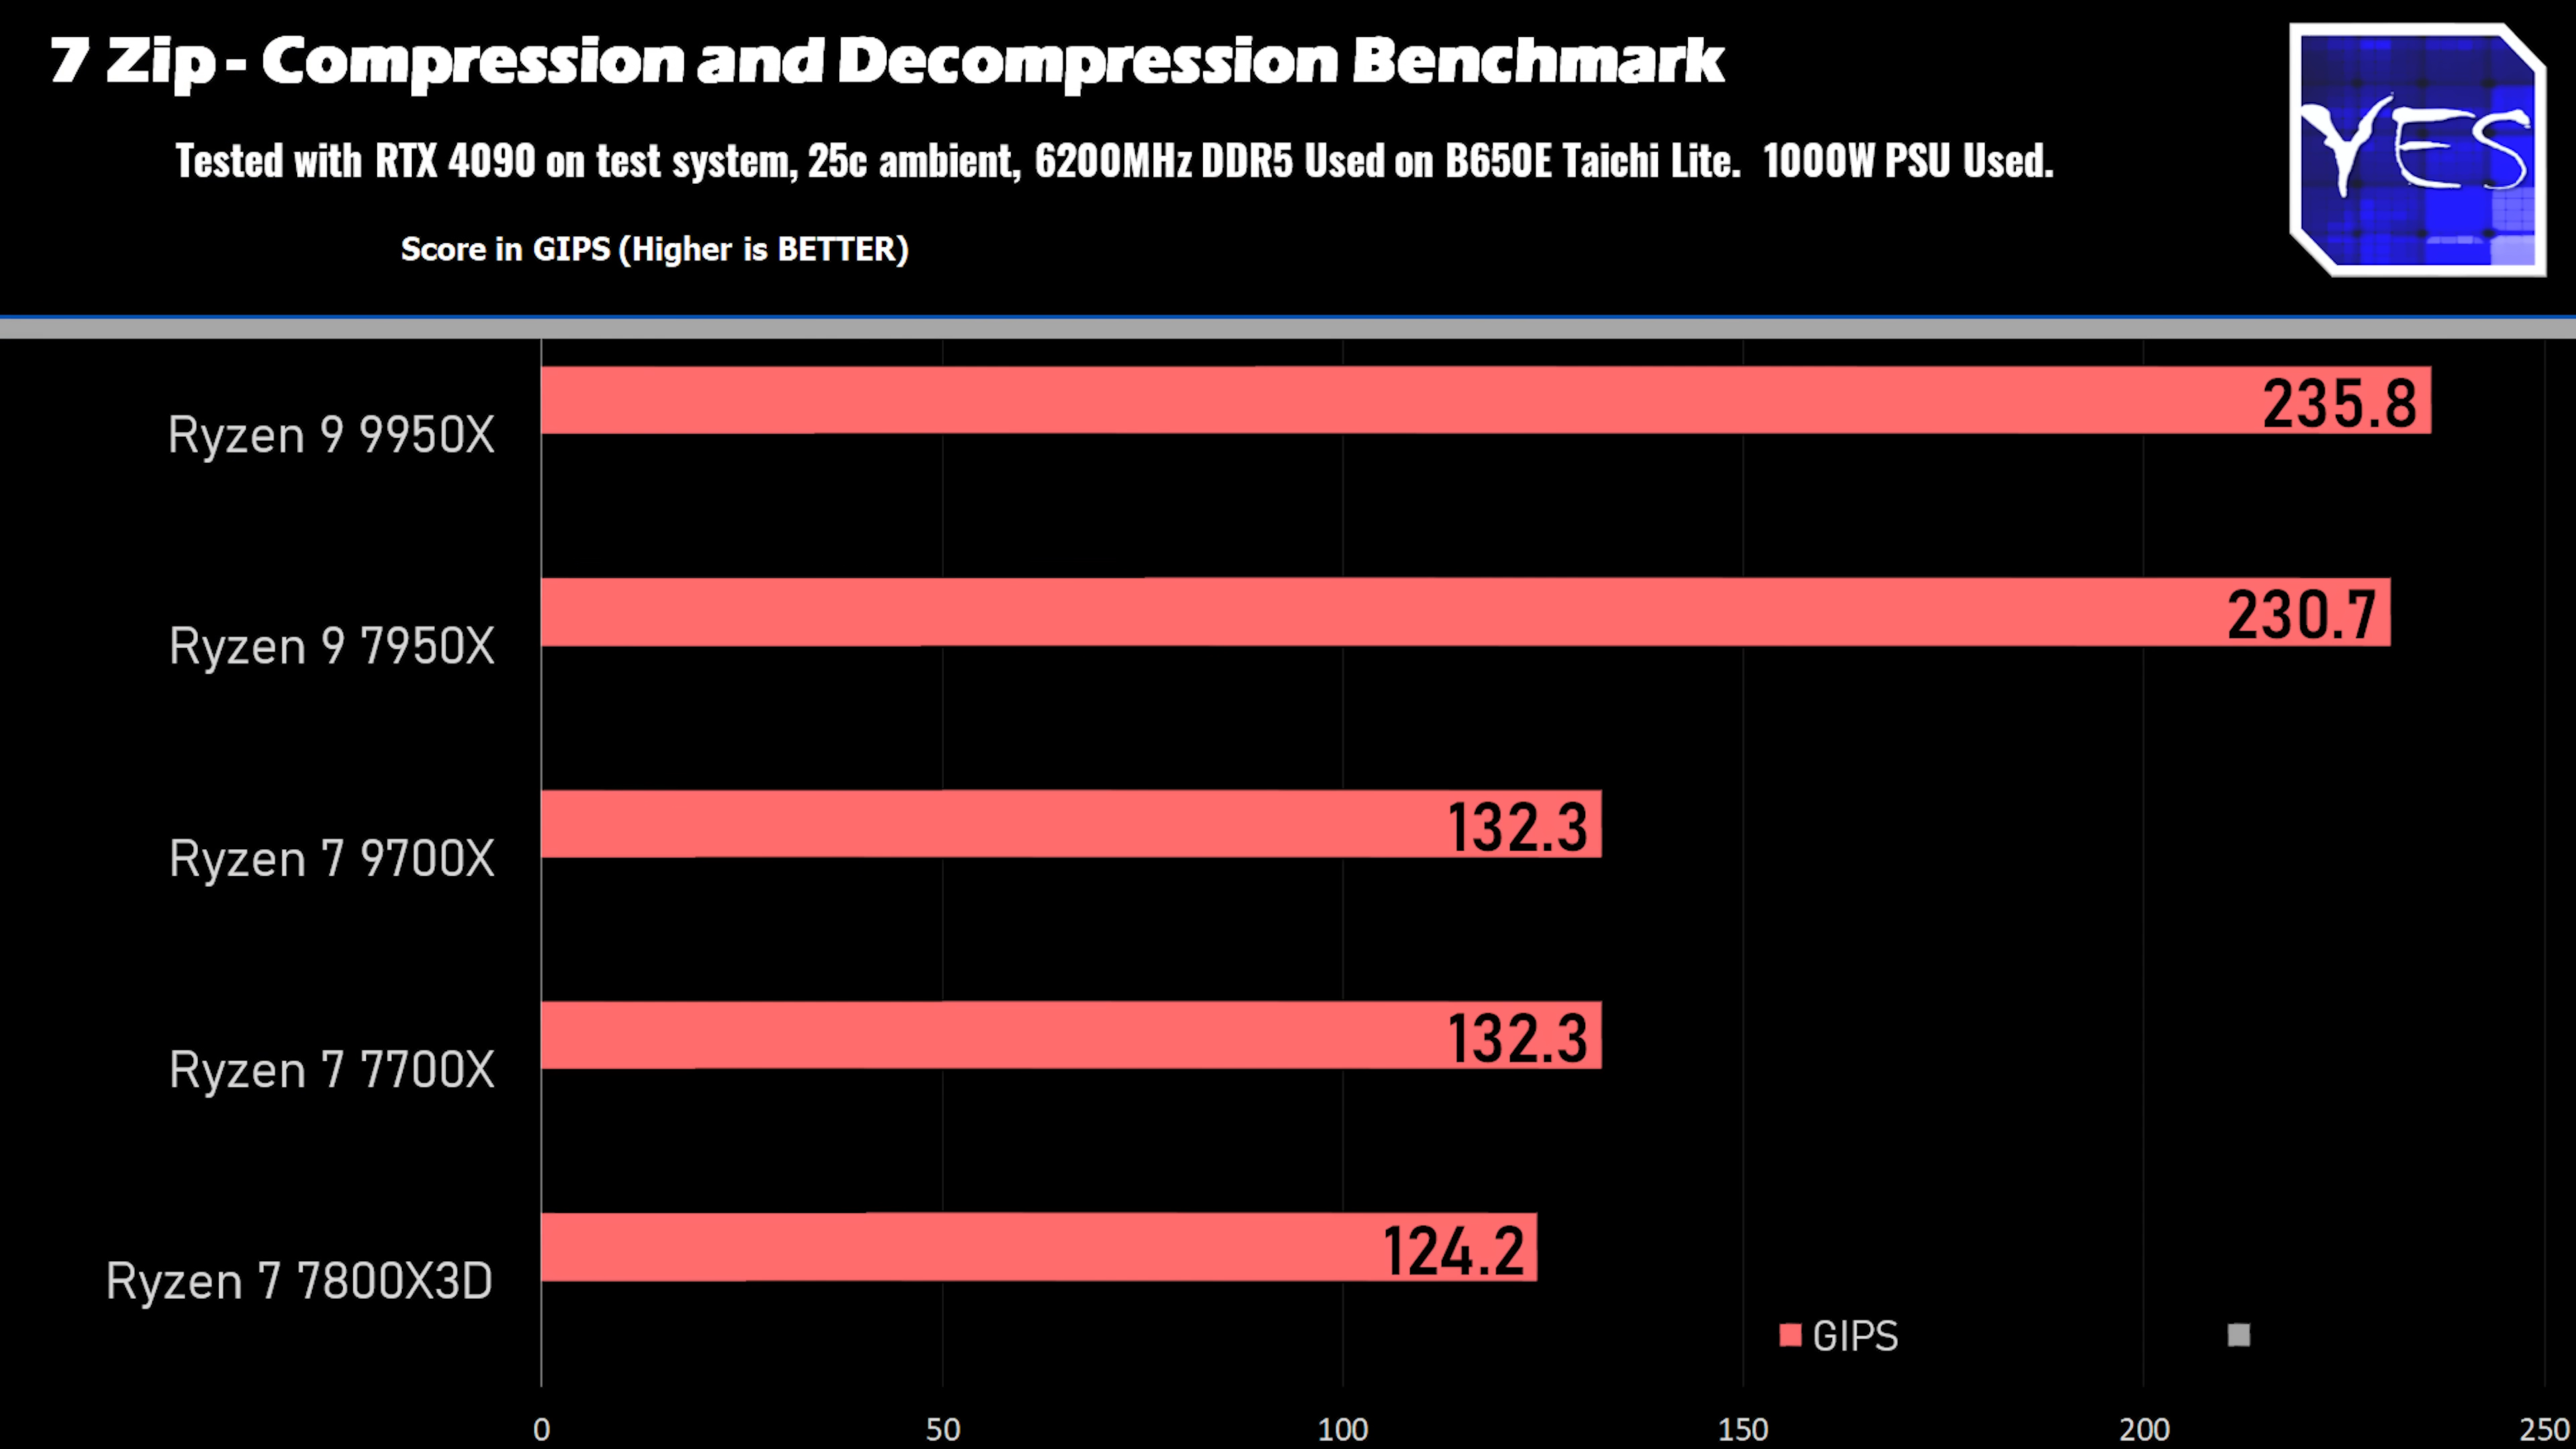 7 Zip - Compression and Decompression Benchmark
Tested with RTX 4090 on test system, 25c ambient, 6200MHz DDR5 Used on B650E Taichi Lite. 1000W PSU Used.
Score in GIPS (Higher is BETTER)
YES
Ryzen 9 9950X
235.8
Ryzen 9 7950X
230.7
Ryzen 7 9700X
132.3
Ryzen 7 7700X
132.3
Ryzen 7 7800X3D
124.2
GIPS
0 50 100 150 200 250